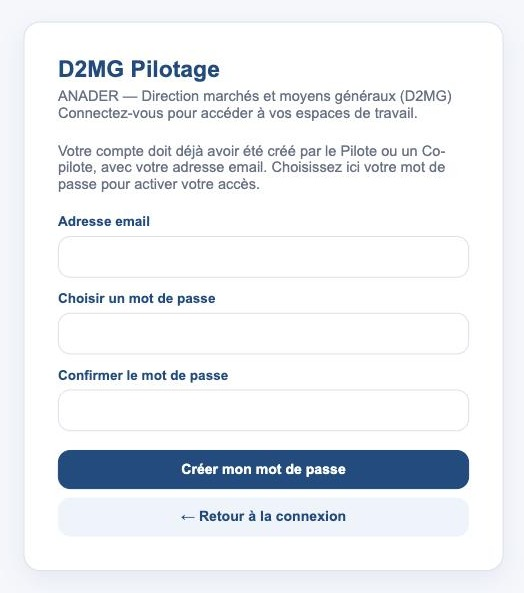 D2MG Pilotage
ANADER — Direction marchés et moyens généraux (D2MG)
Connectez-vous pour accéder à vos espaces de travail.
Votre compte doit déjà avoir été créé par le Pilote ou un Co-
pilote, avec votre adresse email. Choisissez ici votre mot de
passe pour activer votre accès.
Adresse email
Choisir un mot de passe
Confirmer le mot de passe
Créer mon mot de passe
← Retour à la connexion